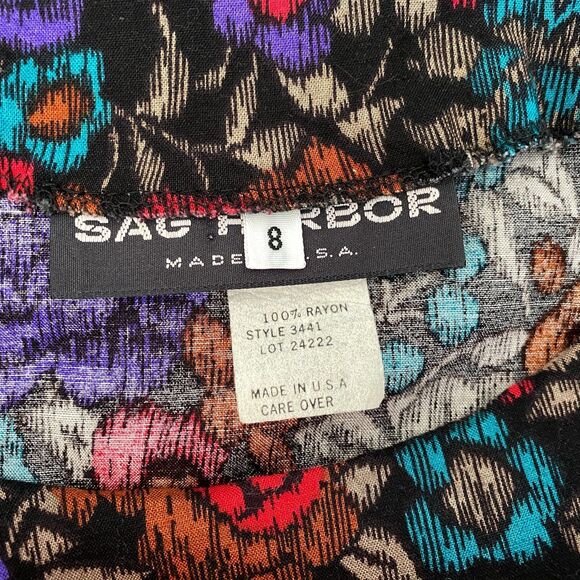 SAG HARBOR
8
MADE U.S.A.
100% RAYON
STYLE 3441
LOT 24222
MADE IN U.S.A
CARE OVER